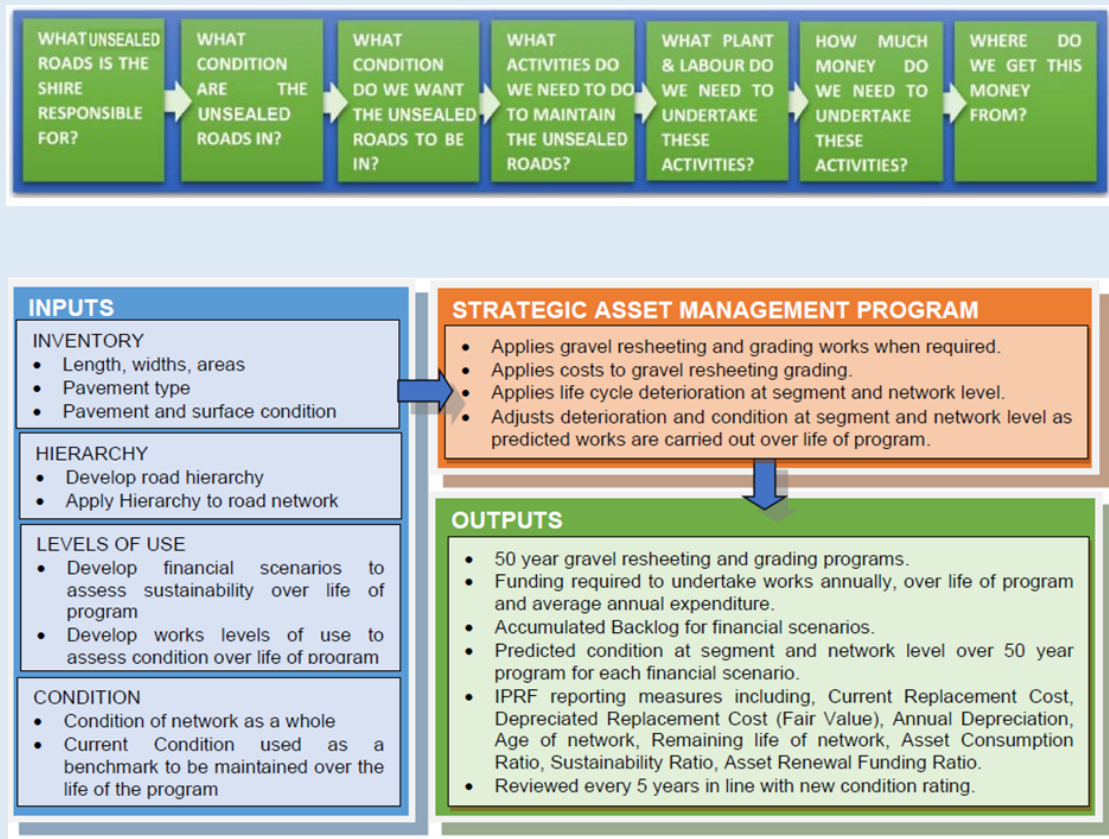 WHAT UNSEALED
ROADS IS THE
SHIRE
RESPONSIBLE
FOR?
WHAT
CONDITION
ARE THE
UNSEALED
ROADS IN?
WHAT
CONDITION
DO WE WANT
THE UNSEALED
ROADS TO BE
IN?
WHAT
ACTIVITIES DO
WE NEED TO DO
TO MAINTAIN
THE UNSEALED
ROADS?
WHAT PLANT
& LABOUR DO
WE NEED TO
UNDERTAKE
THESE
ACTIVITIES?
HOW MUCH
MONEY DO
WE NEED TO
UNDERTAKE
THESE
ACTIVITIES?
WHERE DO
WE GET THIS
MONEY
FROM?
INPUTS
INVENTORY
• Length, widths, areas
• Pavement type
• Pavement and surface condition
HIERARCHY
• Develop road hierarchy
• Apply Hierarchy to road network
LEVELS OF USE
• Develop financial scenarios to
assess sustainability over life of
program
• Develop works levels of use to
assess condition over life of program
CONDITION
• Condition of network as a whole
• Current Condition used as a
benchmark to be maintained over the
life of the program
STRATEGIC ASSET MANAGEMENT PROGRAM
• Applies gravel resheeting and grading works when required.
• Applies costs to gravel resheeting grading.
• Applies life cycle deterioration at segment and network level.
• Adjusts deterioration and condition at segment and network level as
predicted works are carried out over life of program.
OUTPUTS
• 50 year gravel resheeting and grading programs.
• Funding required to undertake works annually, over life of program
and average annual expenditure.
• Accumulated Backlog for financial scenarios.
• Predicted condition at segment and network level over 50 year
program for each financial scenario.
• IPRF reporting measures including, Current Replacement Cost,
Depreciated Replacement Cost (Fair Value), Annual Depreciation,
Age of network, Remaining life of network, Asset Consumption
Ratio, Sustainability Ratio, Asset Renewal Funding Ratio.
• Reviewed every 5 years in line with new condition rating.